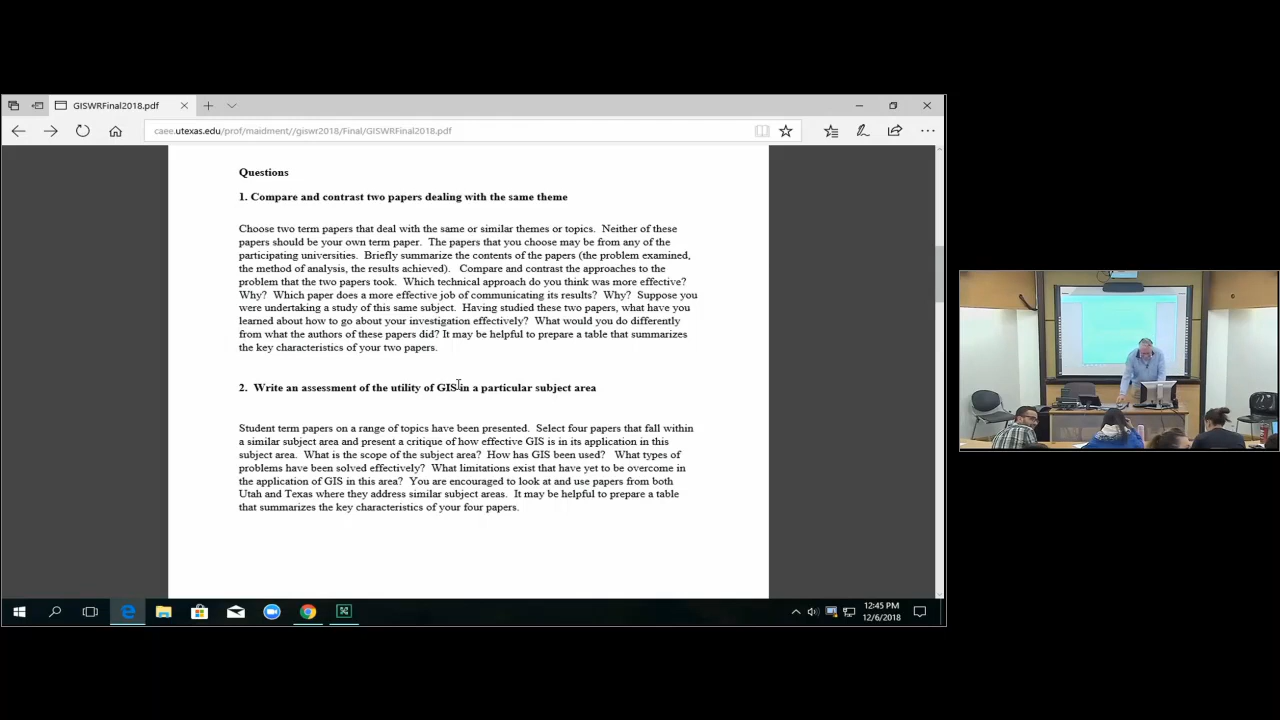 GISWRFinal2018.pdf
caee.utexas.edu/prof/maidment//giswr2018/Final/GISWRFinal2018.pdf
Questions
1. Compare and contrast two papers dealing with the same theme
Choose two term papers that deal with the same or similar themes or topics.  Neither of these
papers should be your own term paper.  The papers that you choose may be from any of the
participating universities.  Briefly summarize the contents of the papers (the problem examined,
the method of analysis, the results achieved).   Compare and contrast the approaches to the
problem that the two papers took.  Which technical approach do you think was more effective?
Why?  Which paper does a more effective job of communicating its results?  Why?  Suppose you
were undertaking a study of this same subject.  Having studied these two papers, what have you
learned about how to go about your investigation effectively?  What would you do differently
from what the authors of these papers did? It may be helpful to prepare a table that summarizes
the key characteristics of your two papers.
2.  Write an assessment of the utility of GIS in a particular subject area
Student term papers on a range of topics have been presented.  Select four papers that fall within
a similar subject area and present a critique of how effective GIS is in its application in this
subject area.  What is the scope of the subject area?  How has GIS been used?   What types of
problems have been solved effectively?  What limitations exist that have yet to be overcome in
the application of GIS in this area?  You are encouraged to look at and use papers from both
Utah and Texas where they address similar subject areas.  It may be helpful to prepare a table
that summarizes the key characteristics of your four papers.
12:45 PM
12/6/2018